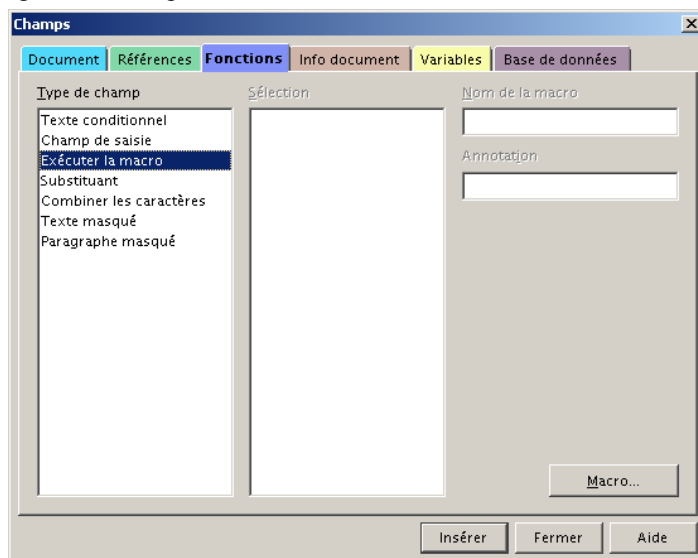 Champs
Document Références Fonctions Info document Variables Base de données
Type de champ Sélection Nom de la macro
Texte conditionnel
Champ de saisie
Exécuter la macro Annotation
Substituant
Combiner les caractères
Texte masqué
Paragraphe masqué
Macro...
Insérer Fermer Aide